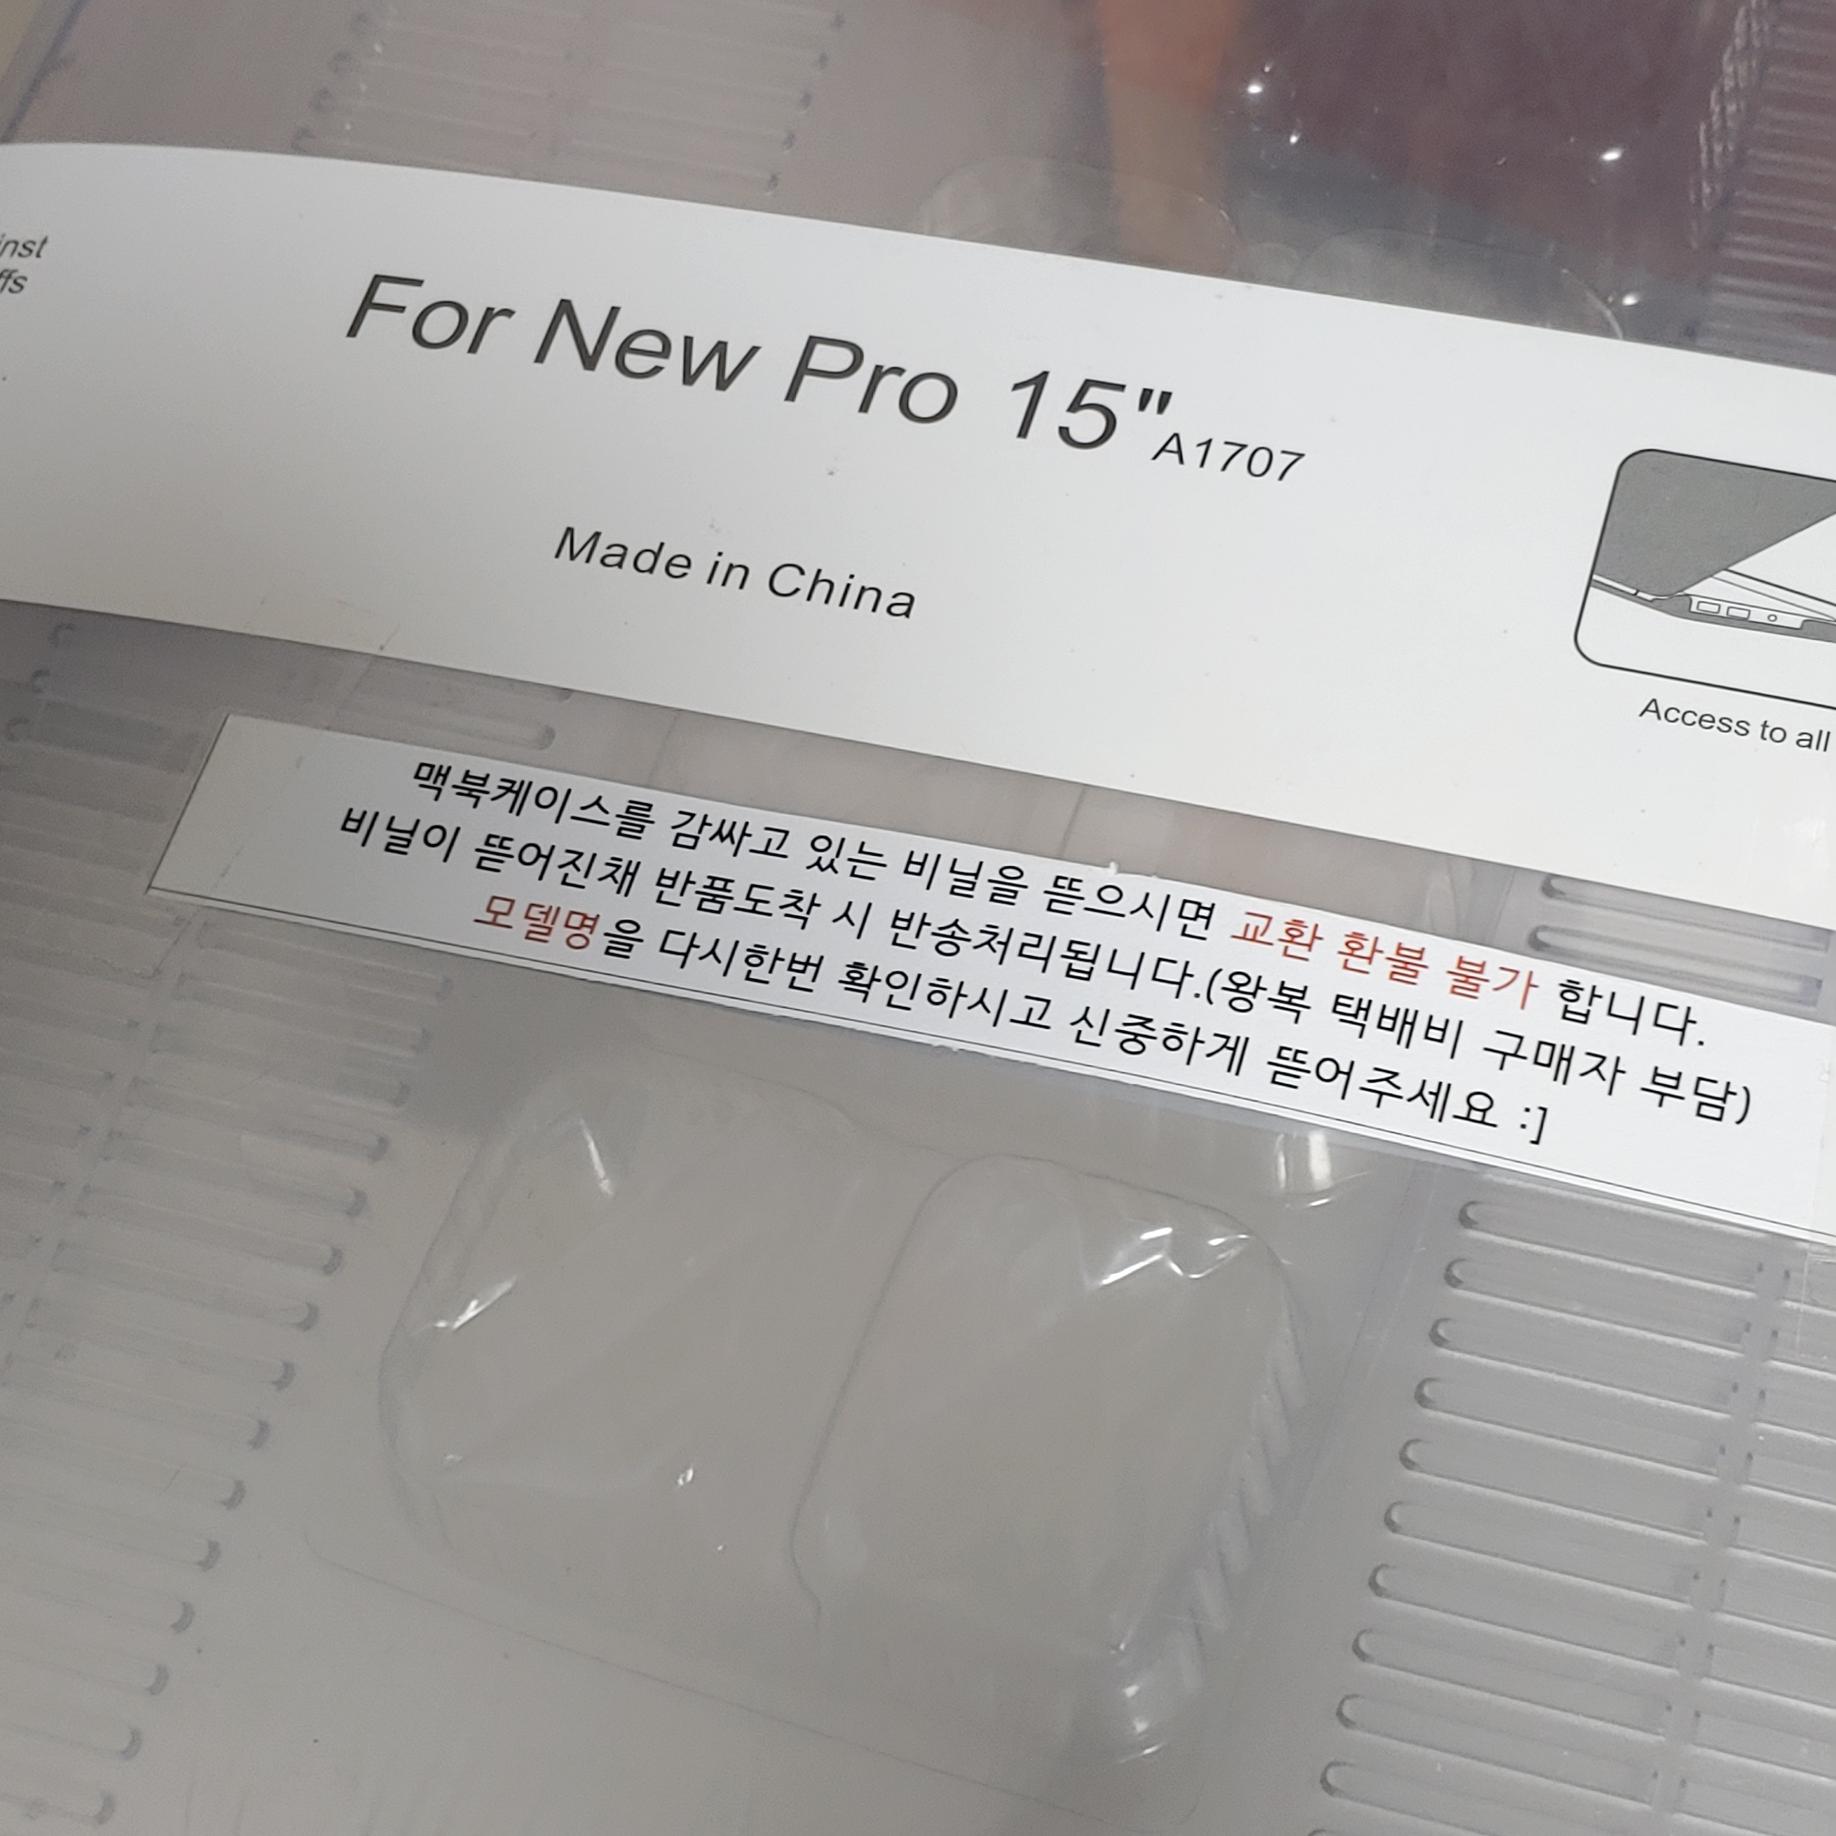 inst
ffs
For New Pro 15" A1707
Made in China
Access to all
맥북케이스를 감싸고 있는 비닐을 뜯으시면 교환 환불 불가 합니다.
비닐이 뜯어진채 반품도착 시 반송처리됩니다.(왕복 택배비 구매자 부담)
모델명을 다시한번 확인하시고 신중하게 뜯어주세요 :]